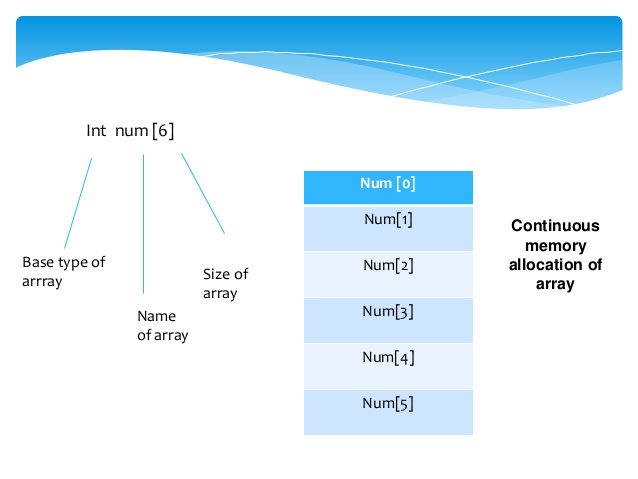 Int  num [6]
Base type of
arrray
Name
of array
Size of
array
Num [0]
Num[1]
Num[2]
Num[3]
Num[4]
Num[5]
Continuous
memory
allocation of
array